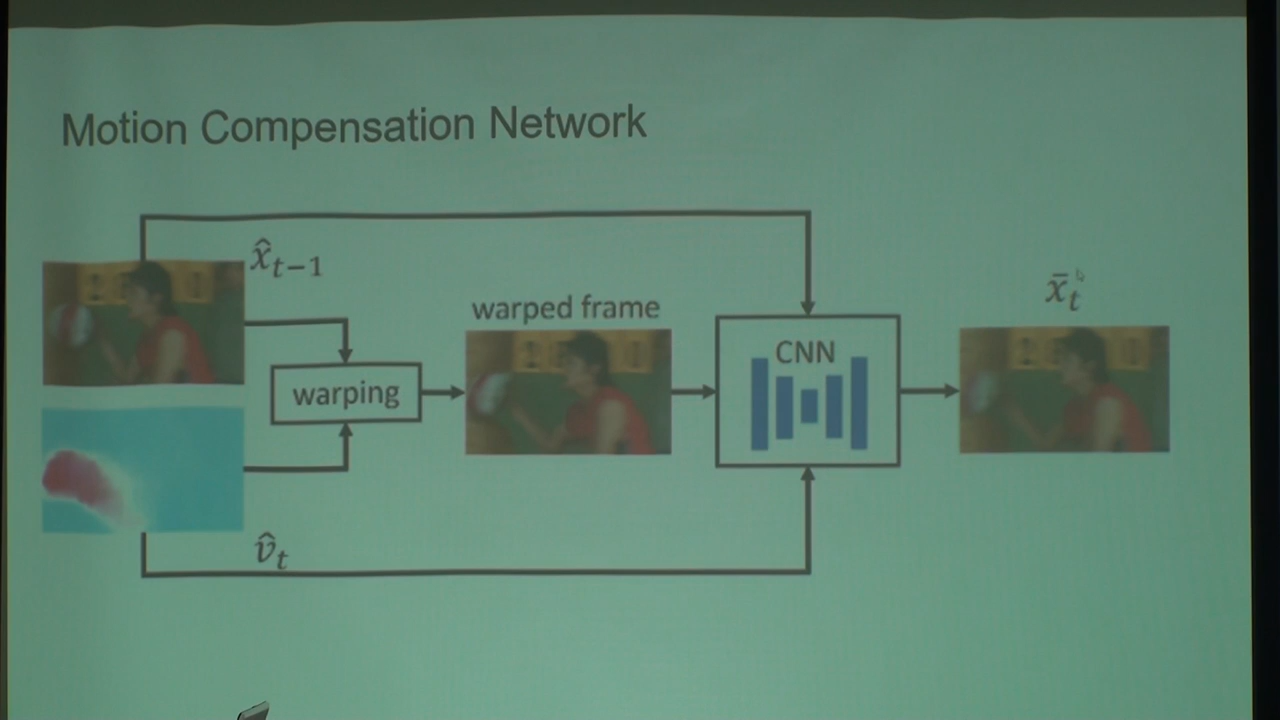 Motion Compensation Network
x̂ₜ₋₁
warped frame
x̄ₜ
CNN
warping
v̂ₜ